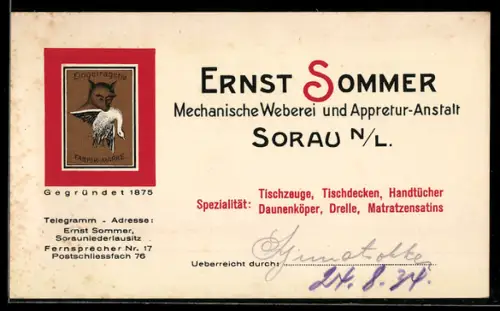 Eingetragene
FABRIK-MARKE
Gegründet 1875
Telegramm - Adresse:
Ernst Sommer,
Sorauniederlausitz
Fernsprecher Nr. 17
Postschliessfach 76
ERNST SOMMER
Mechanische Weberei und Appretur-Anstalt
SORAU N/L.
Spezialität:
Tischzeuge, Tischdecken, Handtücher
Daunenköper, Drelle, Matratzensatins
Ueberreicht durch:
24.8.34.